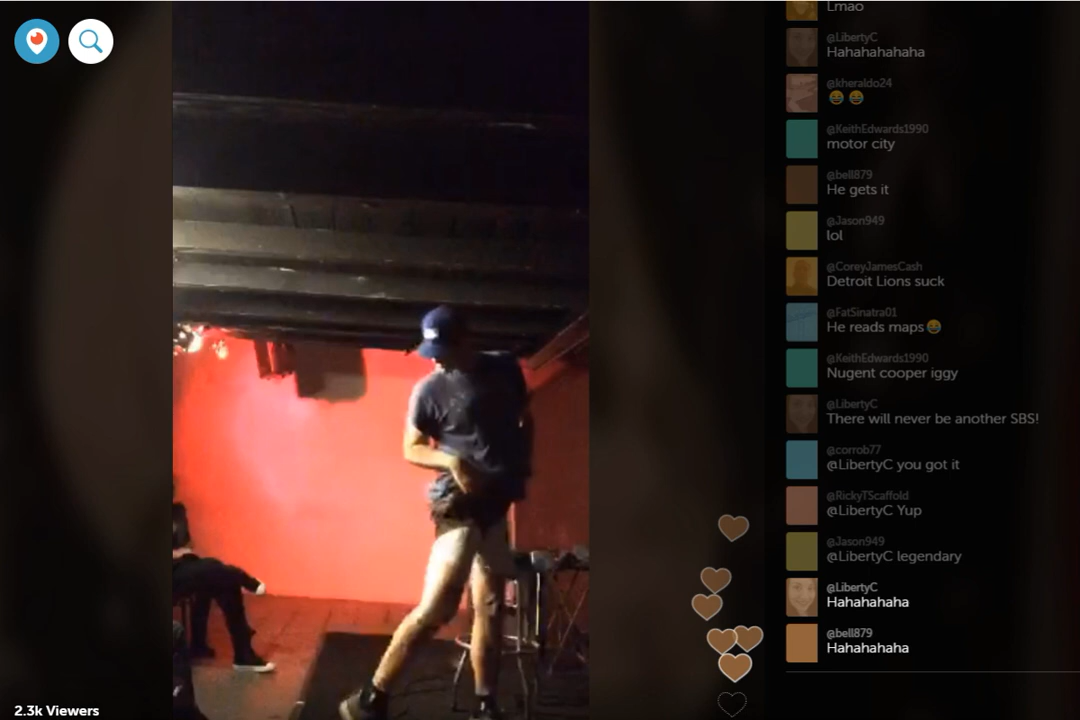 Lmao
@LibertyC
Hahahahahaha
@kheraldo24
😂 😂
@KeithEdwards1990
motor city
@bell879
He gets it
@Jason949
lol
@CoreyJamesCash
Detroit Lions suck
@FatSinatra01
He reads maps😂
@KeithEdwards1990
Nugent cooper iggy
@LibertyC
There will never be another SBS!
@corrob77
@LibertyC you got it
@RickyTScaffold
@LibertyC Yup
@Jason949
@LibertyC legendary
@LibertyC
Hahahahaha
@bell879
Hahahahaha
2.3k Viewers